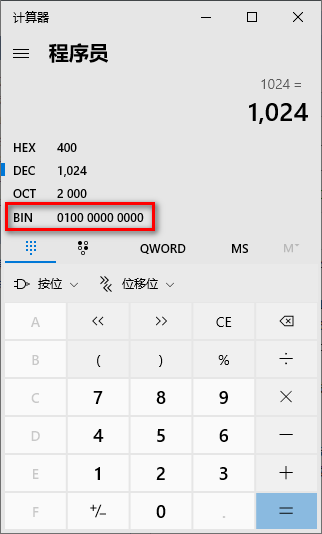 计算器
程序员
1024 =
1,024
HEX 400
DEC 1,024
OCT 2 000
BIN 0100 0000 0000
QWORD MS M˅
按位 位移位
A << >> CE
B ( ) % ÷
C 7 8 9 ×
D 4 5 6 −
E 1 2 3 +
F +/− 0 . =